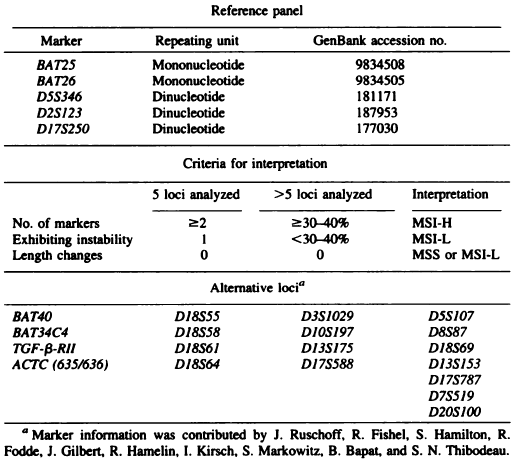 Reference panel
Marker Repeating unit GenBank accession no.
BAT25 Mononucleotide 9834508
BAT26 Mononucleotide 9834505
D5S346 Dinucleotide 181171
D2S123 Dinucleotide 187953
D17S250 Dinucleotide 177030
Criteria for interpretation
5 loci analyzed >5 loci analyzed Interpretation
No. of markers ≥2 ≥30–40% MSI-H
Exhibiting instability 1 <30–40% MSI-L
Length changes 0 0 MSS or MSI-L
Alternative loci^a
BAT40 D18S55 D3S1029 D5S107
BAT34C4 D18S58 D10S197 D8S87
TGF-β-RII D18S61 D13S175 D18S69
ACTC (635/636) D18S64 D17S588 D13S153
D17S787
D7S519
D20S100
^a Marker information was contributed by J. Ruschoff, R. Fishel, S. Hamilton, R.
Fodde, J. Gilbert, R. Hamelin, I. Kirsch, S. Markowitz, B. Bapat, and S. N. Thibodeau.